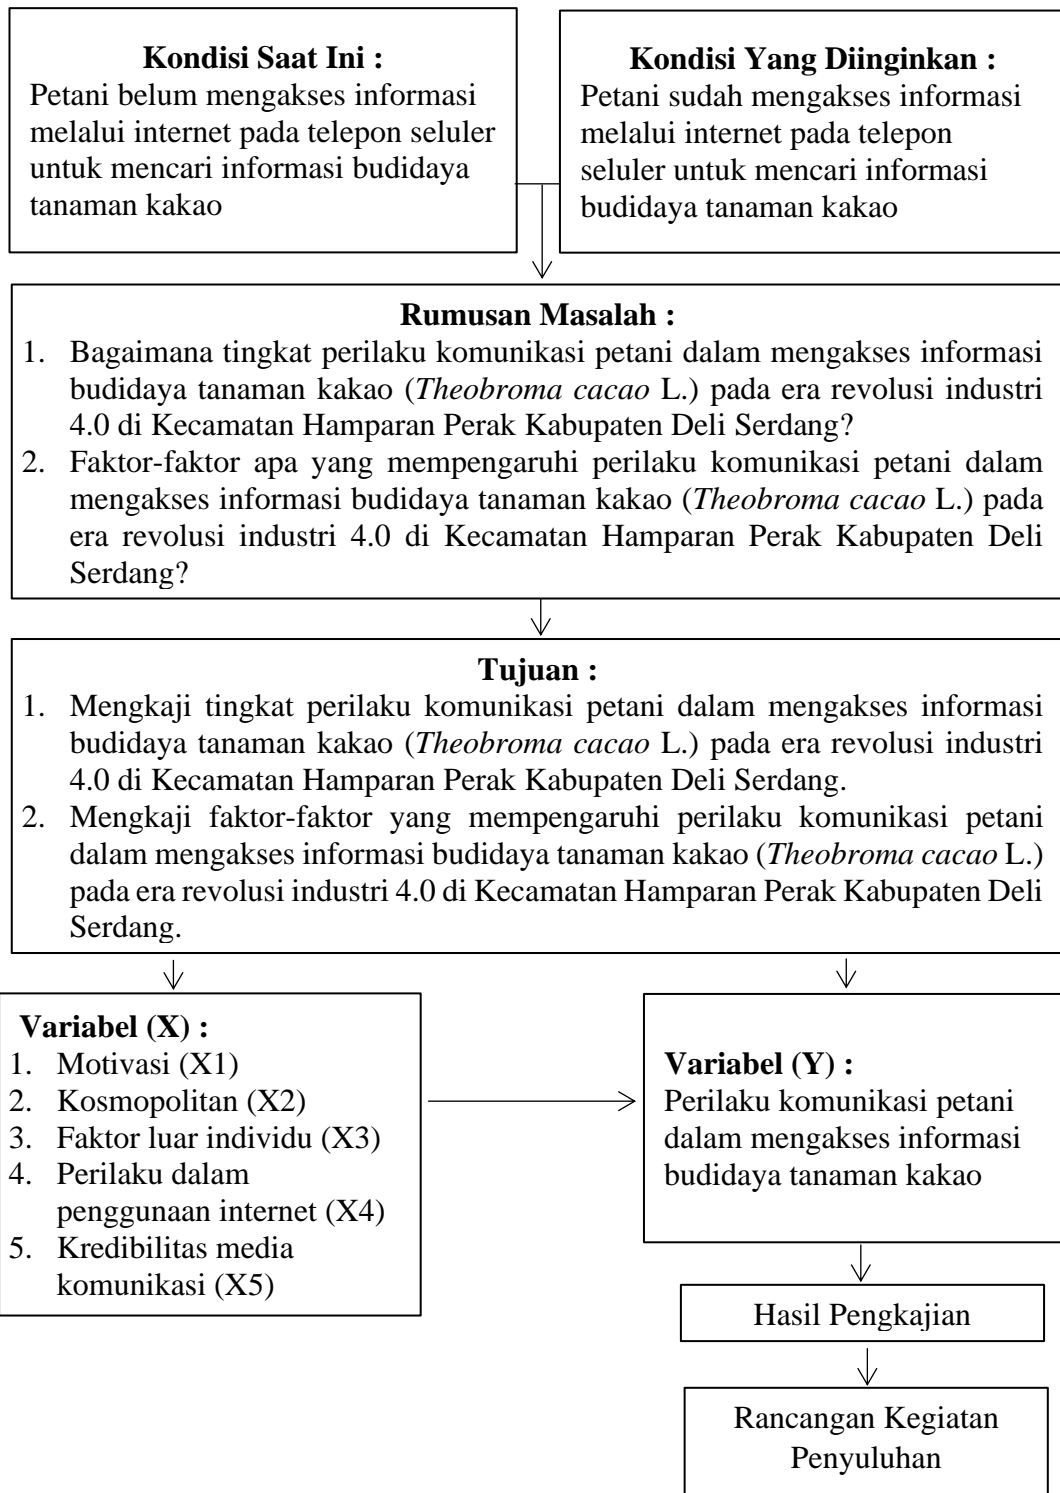 Kondisi Saat Ini :
Petani belum mengakses informasi
melalui internet pada telepon seluler
untuk mencari informasi budidaya
tanaman kakao
Kondisi Yang Diinginkan :
Petani sudah mengakses informasi
melalui internet pada telepon
seluler untuk mencari informasi
budidaya tanaman kakao
Rumusan Masalah :
1. Bagaimana tingkat perilaku komunikasi petani dalam mengakses informasi
budidaya tanaman kakao (Theobroma cacao L.) pada era revolusi industri
4.0 di Kecamatan Hamparan Perak Kabupaten Deli Serdang?
2. Faktor-faktor apa yang mempengaruhi perilaku komunikasi petani dalam
mengakses informasi budidaya tanaman kakao (Theobroma cacao L.) pada
era revolusi industri 4.0 di Kecamatan Hamparan Perak Kabupaten Deli
Serdang?
Tujuan :
1. Mengkaji tingkat perilaku komunikasi petani dalam mengakses informasi
budidaya tanaman kakao (Theobroma cacao L.) pada era revolusi industri
4.0 di Kecamatan Hamparan Perak Kabupaten Deli Serdang.
2. Mengkaji faktor-faktor yang mempengaruhi perilaku komunikasi petani
dalam mengakses informasi budidaya tanaman kakao (Theobroma cacao L.)
pada era revolusi industri 4.0 di Kecamatan Hamparan Perak Kabupaten Deli
Serdang.
Variabel (X) :
1. Motivasi (X1)
2. Kosmopolitan (X2)
3. Faktor luar individu (X3)
4. Perilaku dalam
penggunaan internet (X4)
5. Kredibilitas media
komunikasi (X5)
Variabel (Y) :
Perilaku komunikasi petani
dalam mengakses informasi
budidaya tanaman kakao
Hasil Pengkajian
Rancangan Kegiatan
Penyuluhan